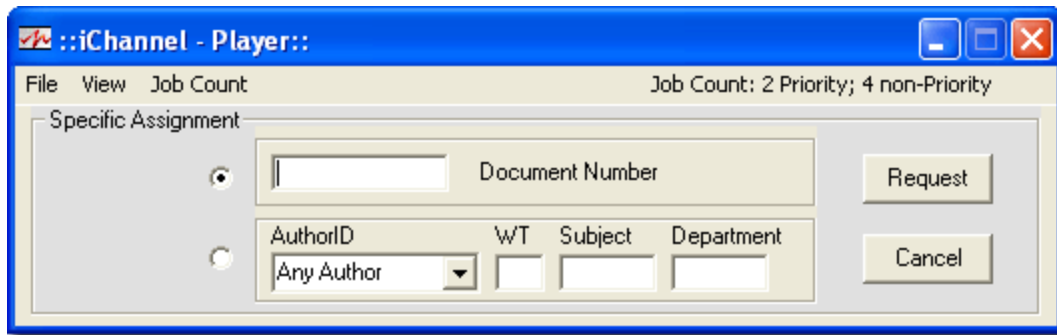 ::iChannel - Player::
File View Job Count Job Count: 2 Priority; 4 non-Priority
Specific Assignment
Document Number Request
AuthorID WT Subject Department
Any Author Cancel